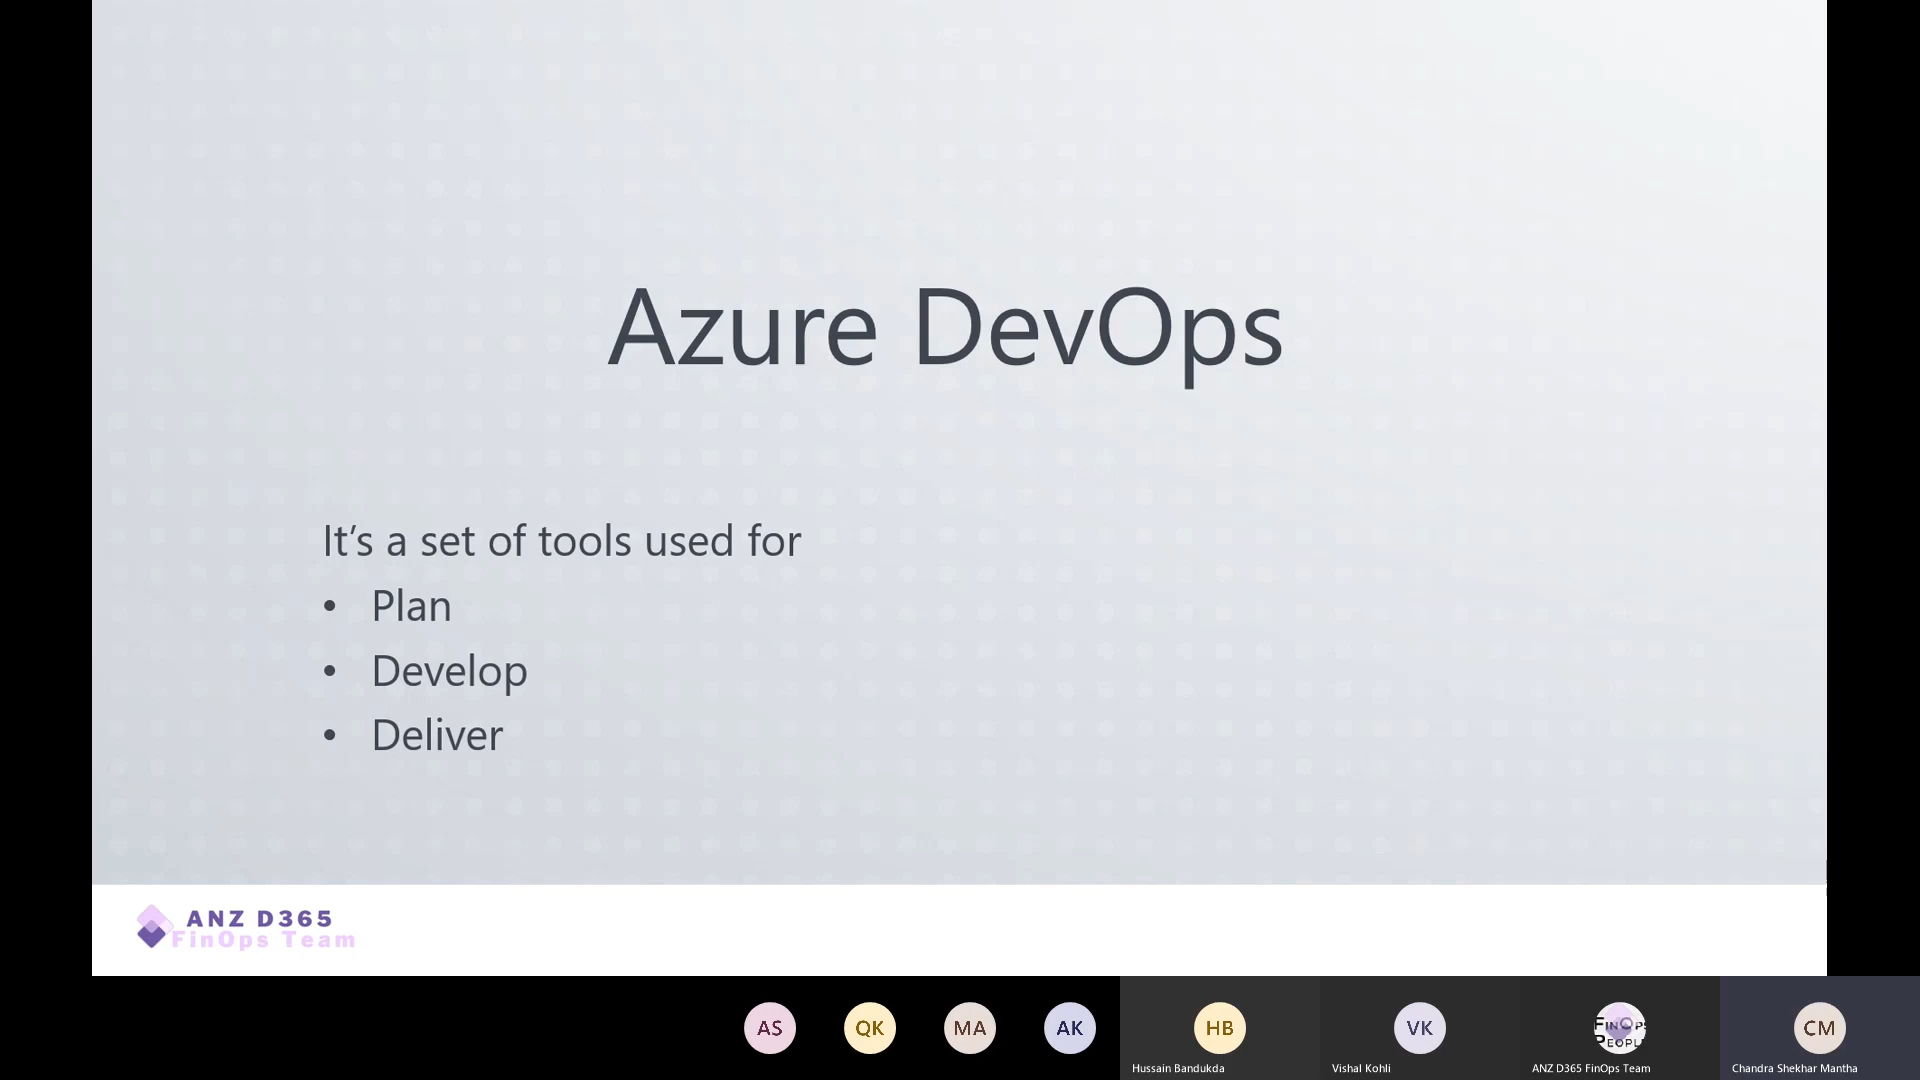 Azure DevOps
It’s a set of tools used for
• Plan
• Develop
• Deliver
ANZ D365
FinOps Team
AS
QK
MA
AK
HB
VK
CM
Hussain Bandukda
Vishal Kohli
ANZ D365 FinOps Team
Chandra Shekhar Mantha